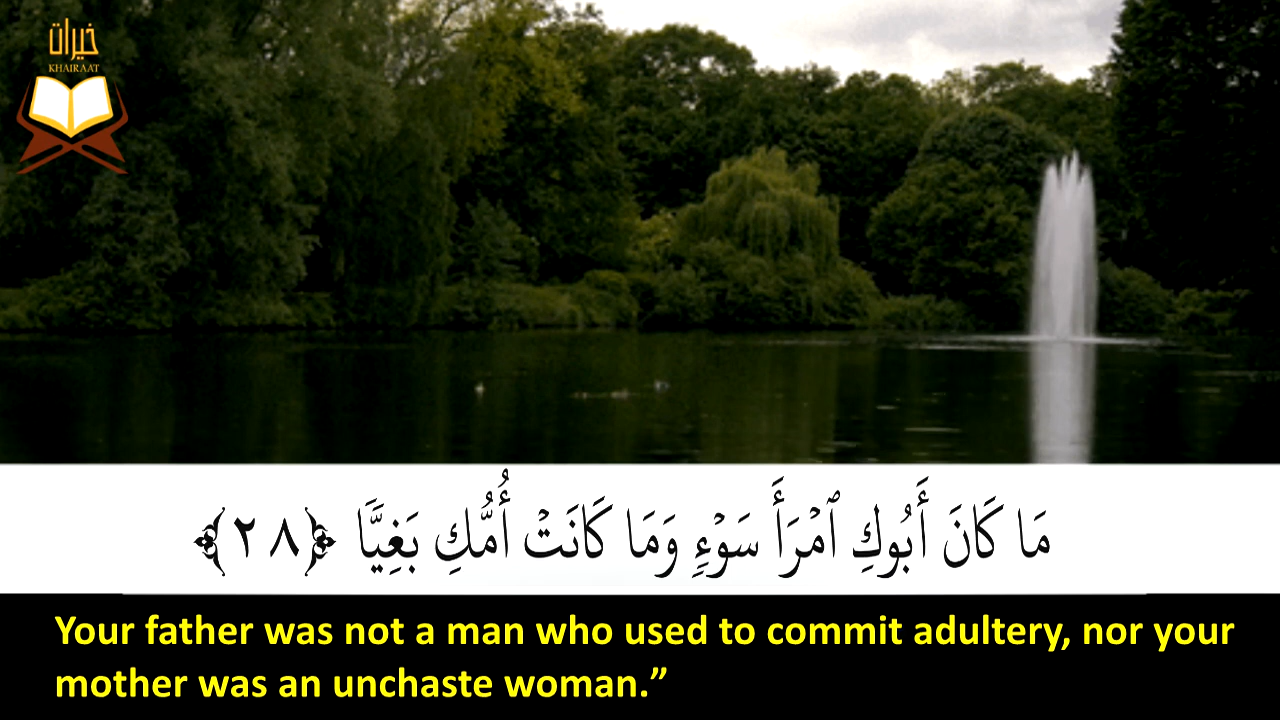 خيرات
KHAIRAAT
مَا كَانَ أَبُوكِ ٱمْرَأَ سَوْءٍ وَمَا كَانَتْ أُمُّكِ بَغِيًّا ﴿٢٨﴾
Your father was not a man who used to commit adultery, nor your
mother was an unchaste woman.”